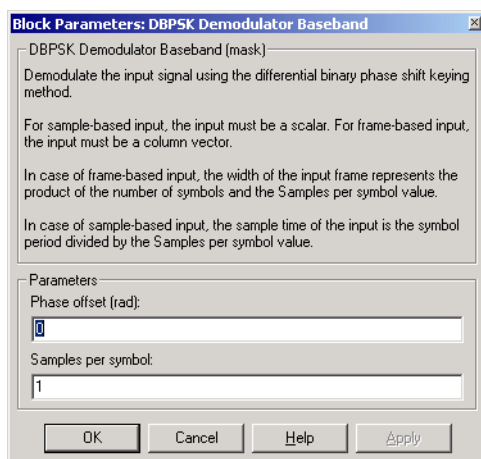 Block Parameters: DBPSK Demodulator Baseband
DBPSK Demodulator Baseband (mask)
Demodulate the input signal using the differential binary phase shift keying
method.
For sample-based input, the input must be a scalar. For frame-based input,
the input must be a column vector.
In case of frame-based input, the width of the input frame represents the
product of the number of symbols and the Samples per symbol value.
In case of sample-based input, the sample time of the input is the symbol
period divided by the Samples per symbol value.
Parameters
Phase offset (rad):
0
Samples per symbol:
1
OK Cancel Help Apply